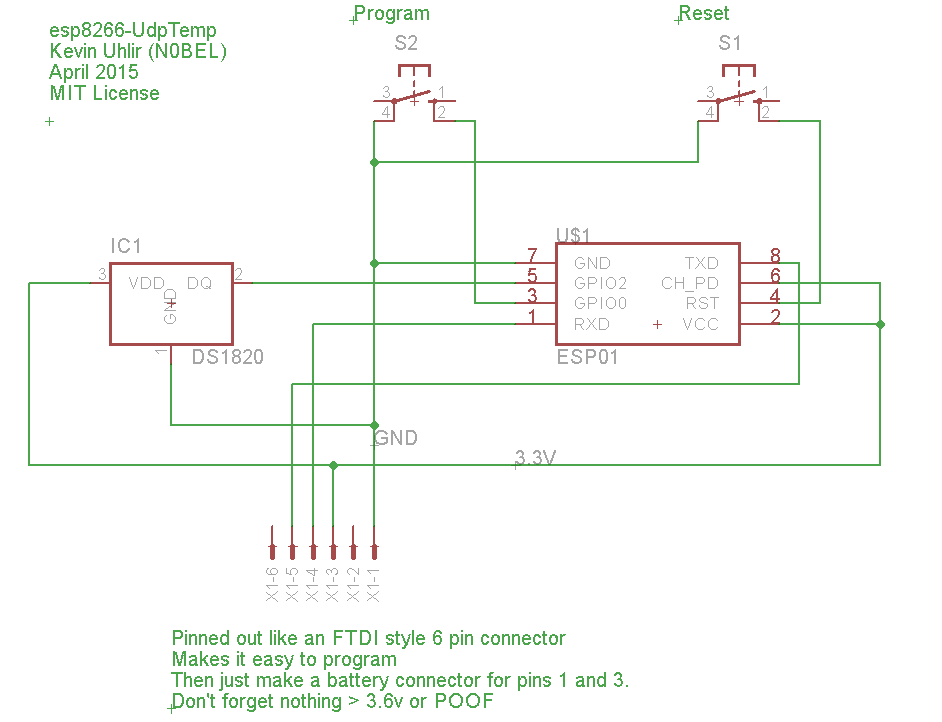 esp8266-UdpTemp
Kevin Uhlir (N0BEL)
April 2015
MIT License
Program
Reset
S2
S1
3
1
4
2
3
1
4
2
IC1
U$1
3
VDD
DQ
2
GND
1
DS1820
7
GND
TXD
8
5
GPIO2
CH_PD
6
3
GPIO0
RST
4
1
RXD
VCC
2
ESP01
GND
3.3V
X1-6
X1-5
X1-4
X1-3
X1-2
X1-1
Pinned out like an FTDI style 6 pin connector
Makes it easy to program
Then just make a battery connector for pins 1 and 3.
Don't forget nothing > 3.6v or POOF